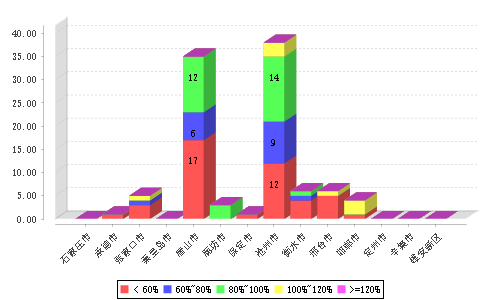 40.00
35.00
30.00
25.00
20.00
15.00
10.00
5.00
0.00
12
6
17
14
9
12
石家庄市
承德市
张家口市
秦皇岛市
唐山市
廊坊市
保定市
沧州市
衡水市
邢台市
邯郸市
定州市
辛集市
雄安新区
< 60% 60%~80% 80%~100% 100%~120% >=120%